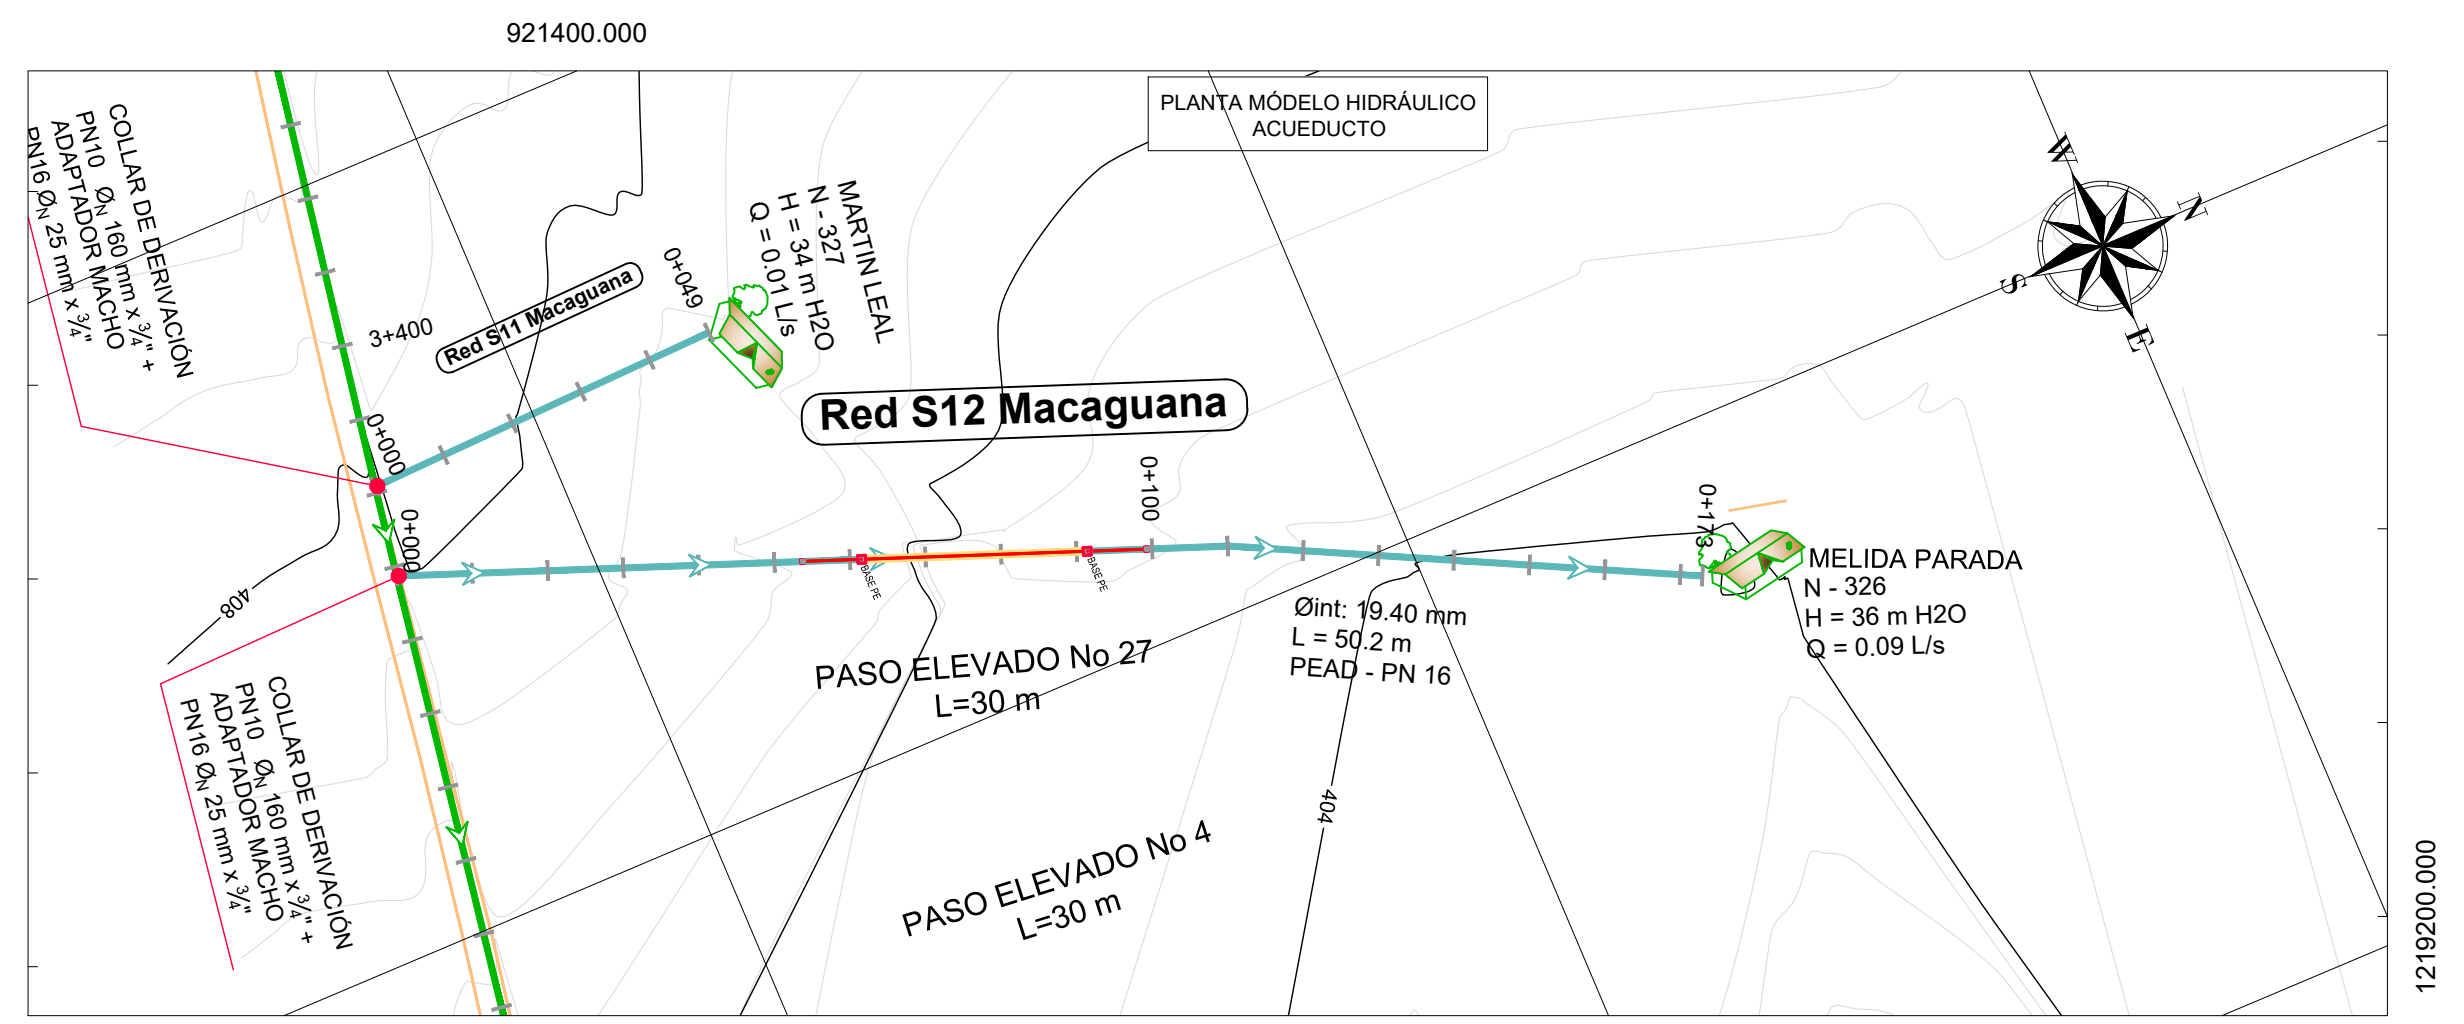 921400.000
PLANTA MÓDELO HIDRÁULICO
ACUEDUCTO
COLLAR DE DERIVACIÓN
PN10 ØN 160 mm x ¾" +
ADAPTADOR MACHO
PN16 ØN 25 mm x ¾"
3+400
Red S11 Macaguana
0+049
MARTIN LEAL
N - 327
H = 34 m H2O
Q = 0.01 L/s
W
N
S
E
Red S12 Macaguana
0+000
0+000
0+100
0+173
BASE PE
BASE PE
408
MELIDA PARADA
N - 326
H = 36 m H2O
Q = 0.09 L/s
Øint: 19.40 mm
L = 50.2 m
PEAD - PN 16
PASO ELEVADO No 27
L=30 m
COLLAR DE DERIVACIÓN
PN10 ØN 160 mm x ¾" +
ADAPTADOR MACHO
PN16 ØN 25 mm x ¾"
404
PASO ELEVADO No 4
L=30 m
1219200.000